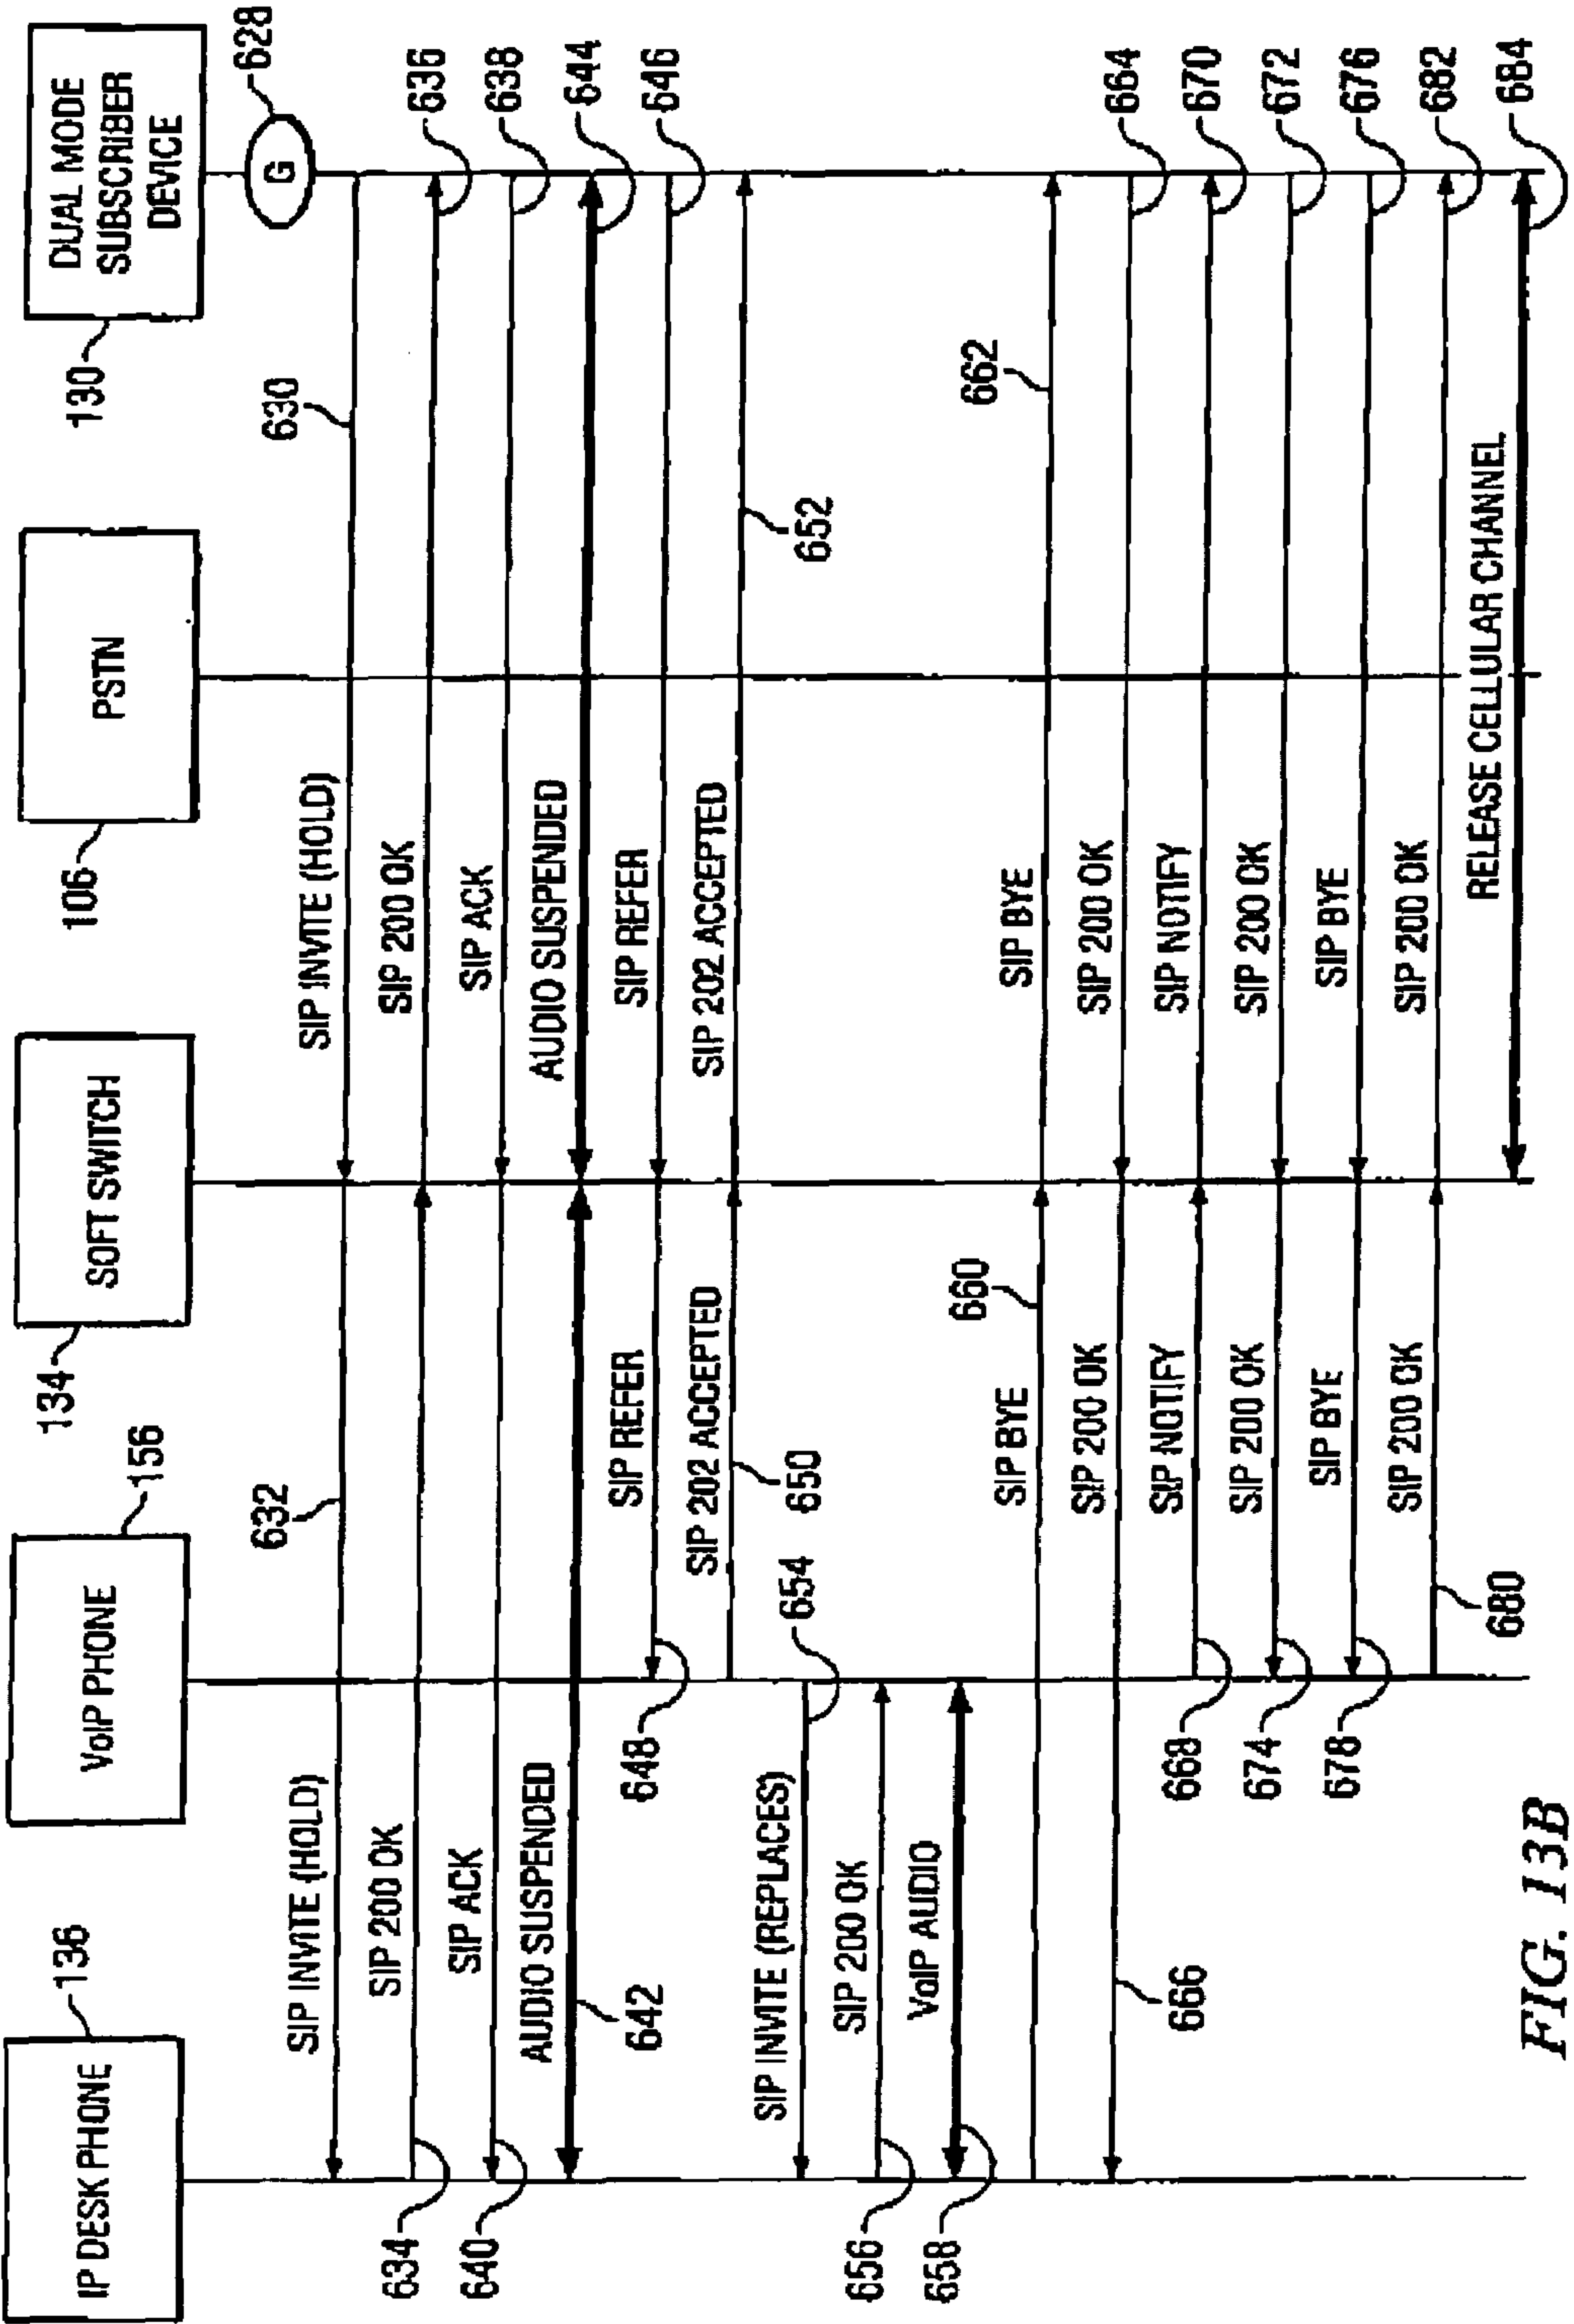 IP DESK PHONE
136
VoIP PHONE
156
SOFT SWITCH
134
PSTN
106
DUAL MODE
SUBSCRIBER
DEVICE
130
G
628
SIP INVITE (HOLD)
632
SIP INVITE (HOLD)
630
634
SIP 200 OK
SIP 200 OK
636
640
SIP ACK
SIP ACK
638
AUDIO SUSPENDED
642
AUDIO SUSPENDED
644
648
SIP REFER
SIP REFER
646
SIP 202 ACCEPTED
650
SIP 202 ACCEPTED
652
SIP INVITE (REPLACES)
654
656
SIP 200 OK
658
VoIP AUDIO
SIP BYE
660
SIP BYE
662
666
SIP 200 OK
SIP 200 OK
664
668
SIP NOTIFY
SIP NOTIFY
670
674
SIP 200 OK
SIP 200 OK
672
678
SIP BYE
SIP BYE
676
680
SIP 200 OK
SIP 200 OK
682
RELEASE CELLULAR CHANNEL
684
FIG. 13B